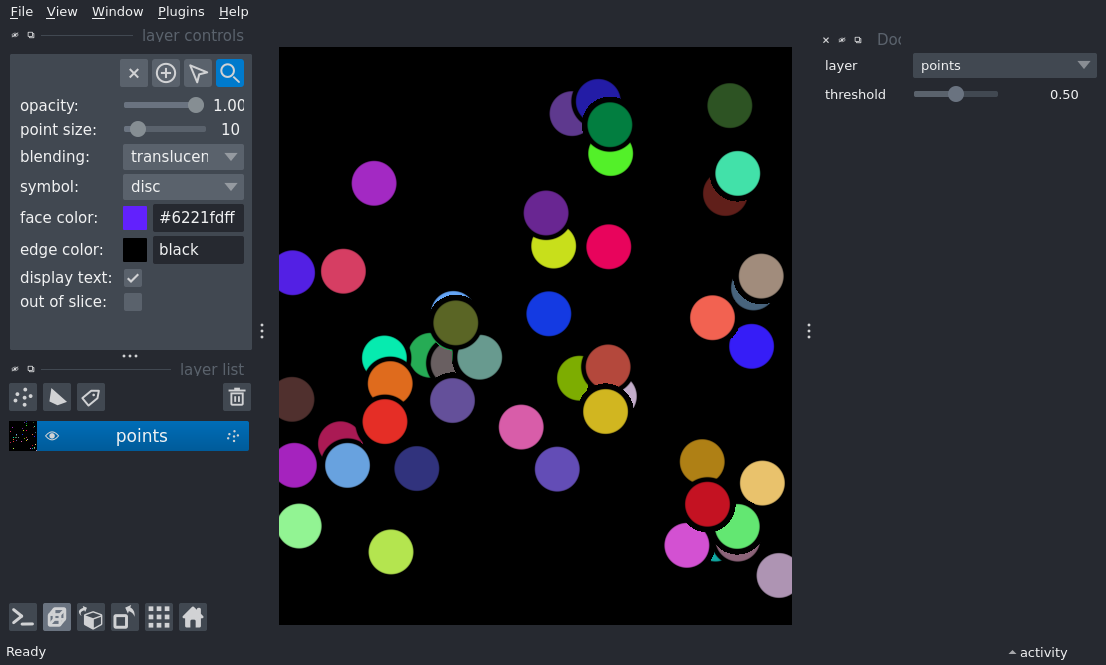 File View Window Plugins Help
layer controls
opacity: 1.00
point size: 10
blending: translucen
symbol: disc
face color: #6221fdff
edge color: black
display text:
out of slice:
layer list
points
Doc
layer points
threshold 0.50
Ready
activity